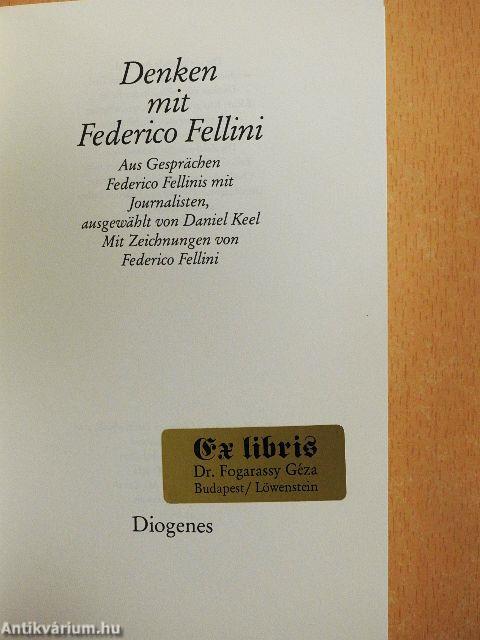 Denken
mit
Federico Fellini
Aus Gesprächen
Federico Fellinis mit
Journalisten,
ausgewählt von Daniel Keel
Mit Zeichnungen von
Federico Fellini
Ex libris
Dr. Fogarassy Géza
Budapest/Löwenstein
Diogenes
Antikvárium.hu